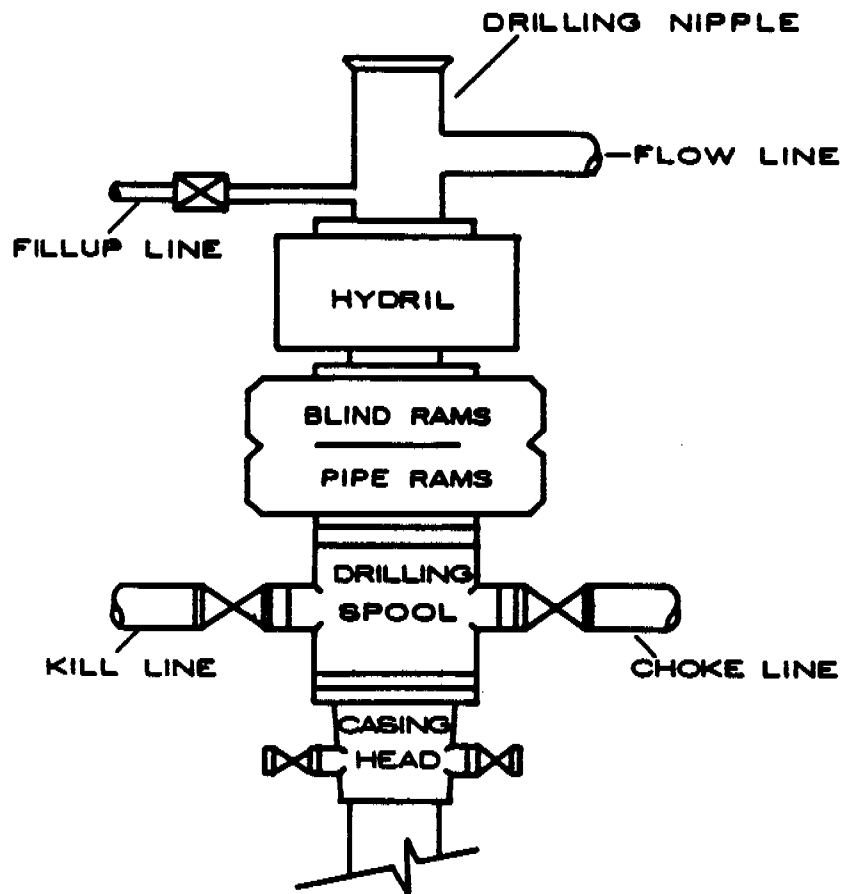 DRILLING NIPPLE
FLOW LINE
FILLUP LINE
HYDRIL
BLIND RAMS
PIPE RAMS
DRILLING
SPOOL
KILL LINE
CHOKE LINE
CASING
HEAD